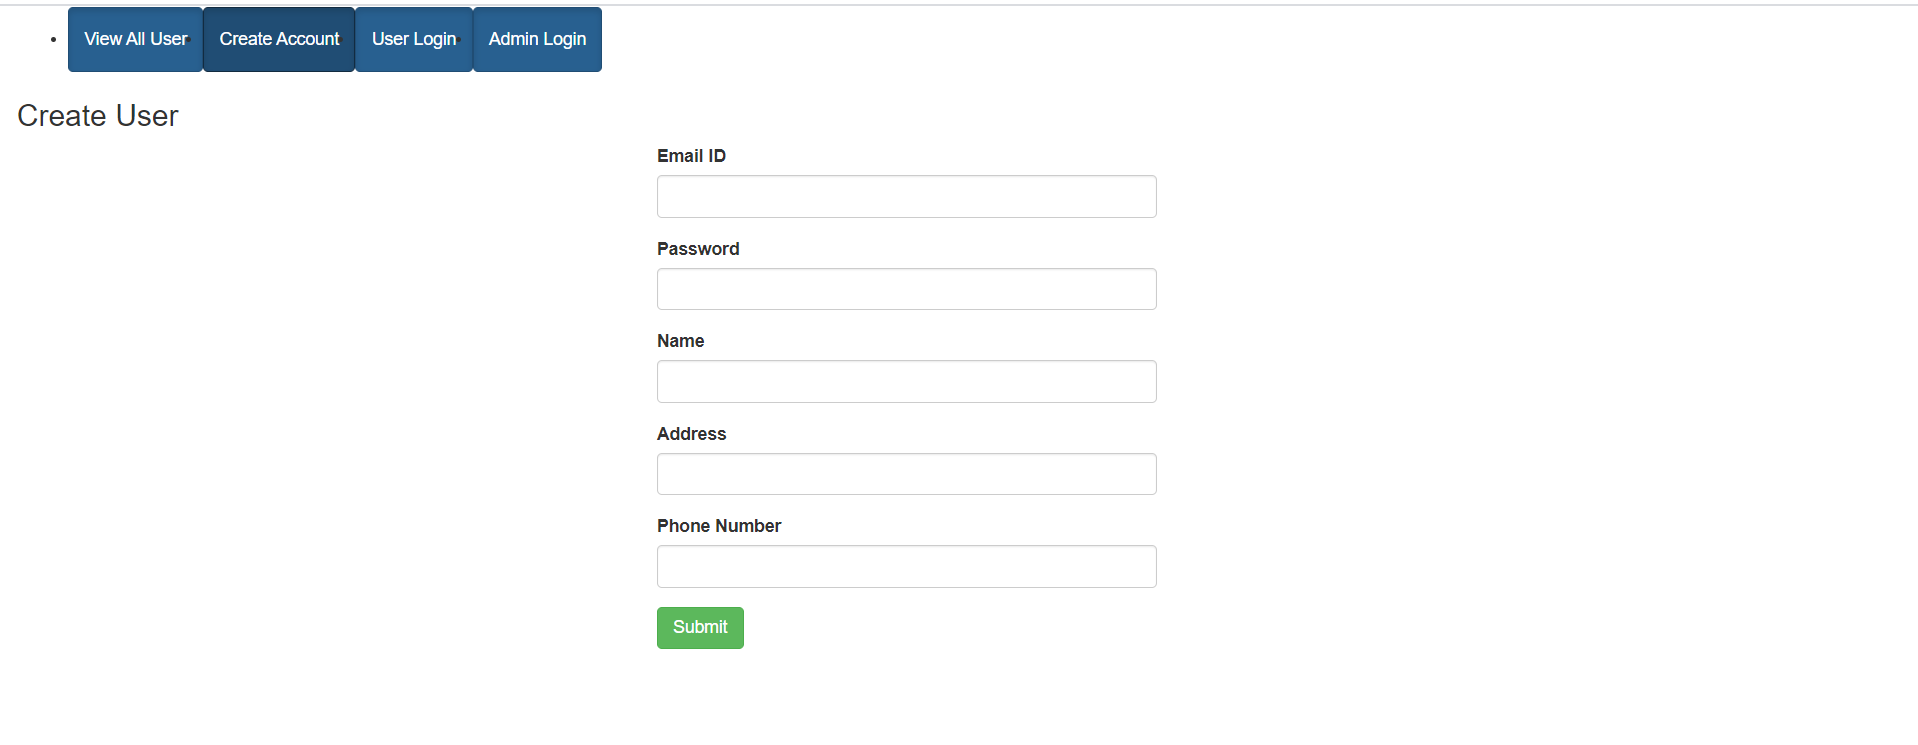 View All User Create Account User Login Admin Login
Create User
Email ID
Password
Name
Address
Phone Number
Submit